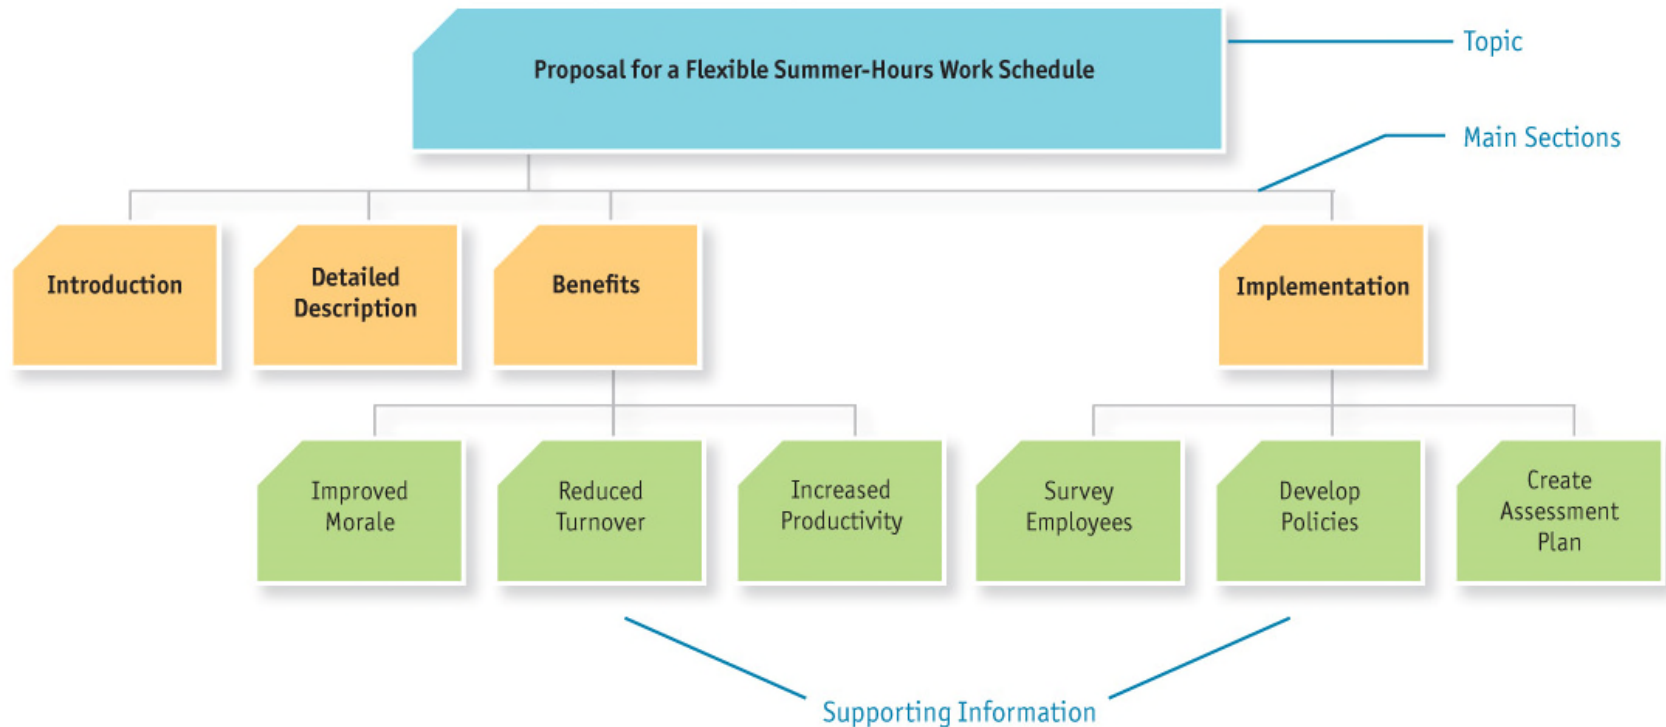 Proposal for a Flexible Summer-Hours Work Schedule
Topic
Main Sections
Introduction
Detailed
Description
Benefits
Implementation
Improved
Morale
Reduced
Turnover
Increased
Productivity
Survey
Employees
Develop
Policies
Create
Assessment
Plan
Supporting Information